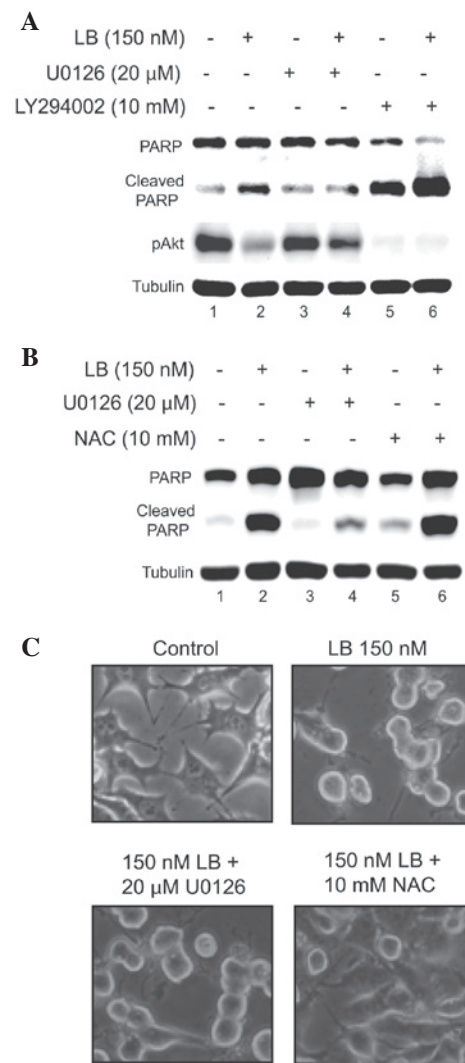 A
LB (150 nM) - + - + - +
U0126 (20 μM) - - + + - -
LY294002 (10 mM) - - - - + +
PARP
Cleaved
PARP
pAkt
Tubulin
1 2 3 4 5 6
B
LB (150 nM) - + - + - +
U0126 (20 μM) - - + + - -
NAC (10 mM) - - - - + +
PARP
Cleaved
PARP
Tubulin
1 2 3 4 5 6
C
Control LB 150 nM
150 nM LB + 150 nM LB +
20 μM U0126 10 mM NAC